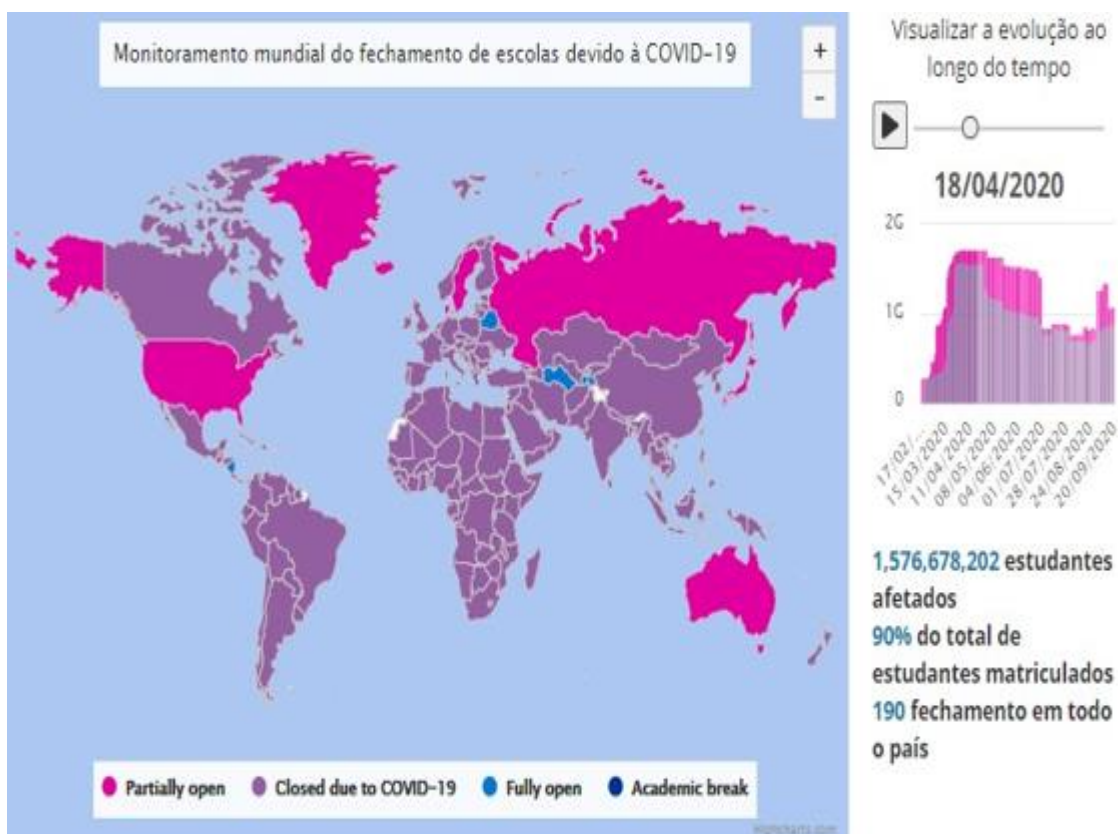 Monitoramento mundial do fechamento de escolas devido à COVID-19
+
-
Partially open
Closed due to COVID-19
Fully open
Academic break
Visualizar a evolução ao
longo do tempo
18/04/2020
2G
1G
0
17/02/...
15/03/2020
11/04/2020
08/05/2020
04/06/2020
01/07/2020
28/07/2020
24/08/2020
20/09/2020
1,576,678,202 estudantes
afetados
90% do total de
estudantes matriculados
190 fechamento em todo
o país